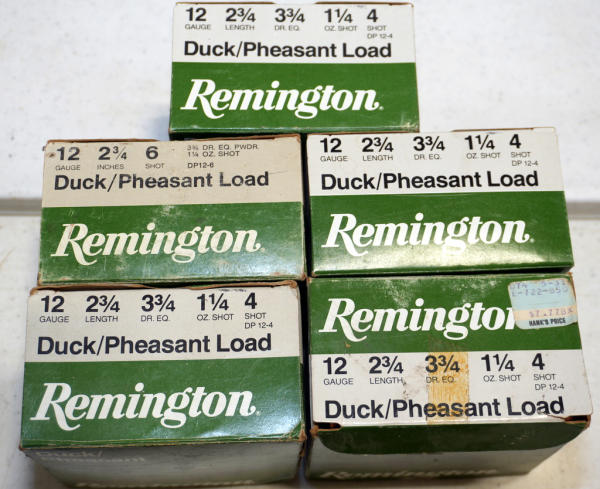 12 2¾ 3¾ 1¼ 4
GAUGE LENGTH DR. EQ. OZ. SHOT SHOT
DP 12-4
Duck/Pheasant Load
Remington
12 2¾ 6 3¾ DR. EQ. PWDR.
1¼ OZ. SHOT
GAUGE INCHES SHOT DP12-6
Duck/Pheasant Load
Remington
12 2¾ 3¾ 1¼ 4
GAUGE LENGTH DR. EQ. OZ. SHOT SHOT
DP 12-4
Duck/Pheasant Load
Remington
12 2¾ 3¾ 1¼ 4
GAUGE LENGTH DR. EQ. OZ. SHOT SHOT
DP 12-4
Duck/Pheasant Load
Remington
Duck/
Pheasant
Remington
HANK'S PRICE
12 2¾ 3¾ 1¼ 4
GAUGE LENGTH DR. EQ. OZ. SHOT SHOT
DP 12-4
Duck/Pheasant Load
Remington